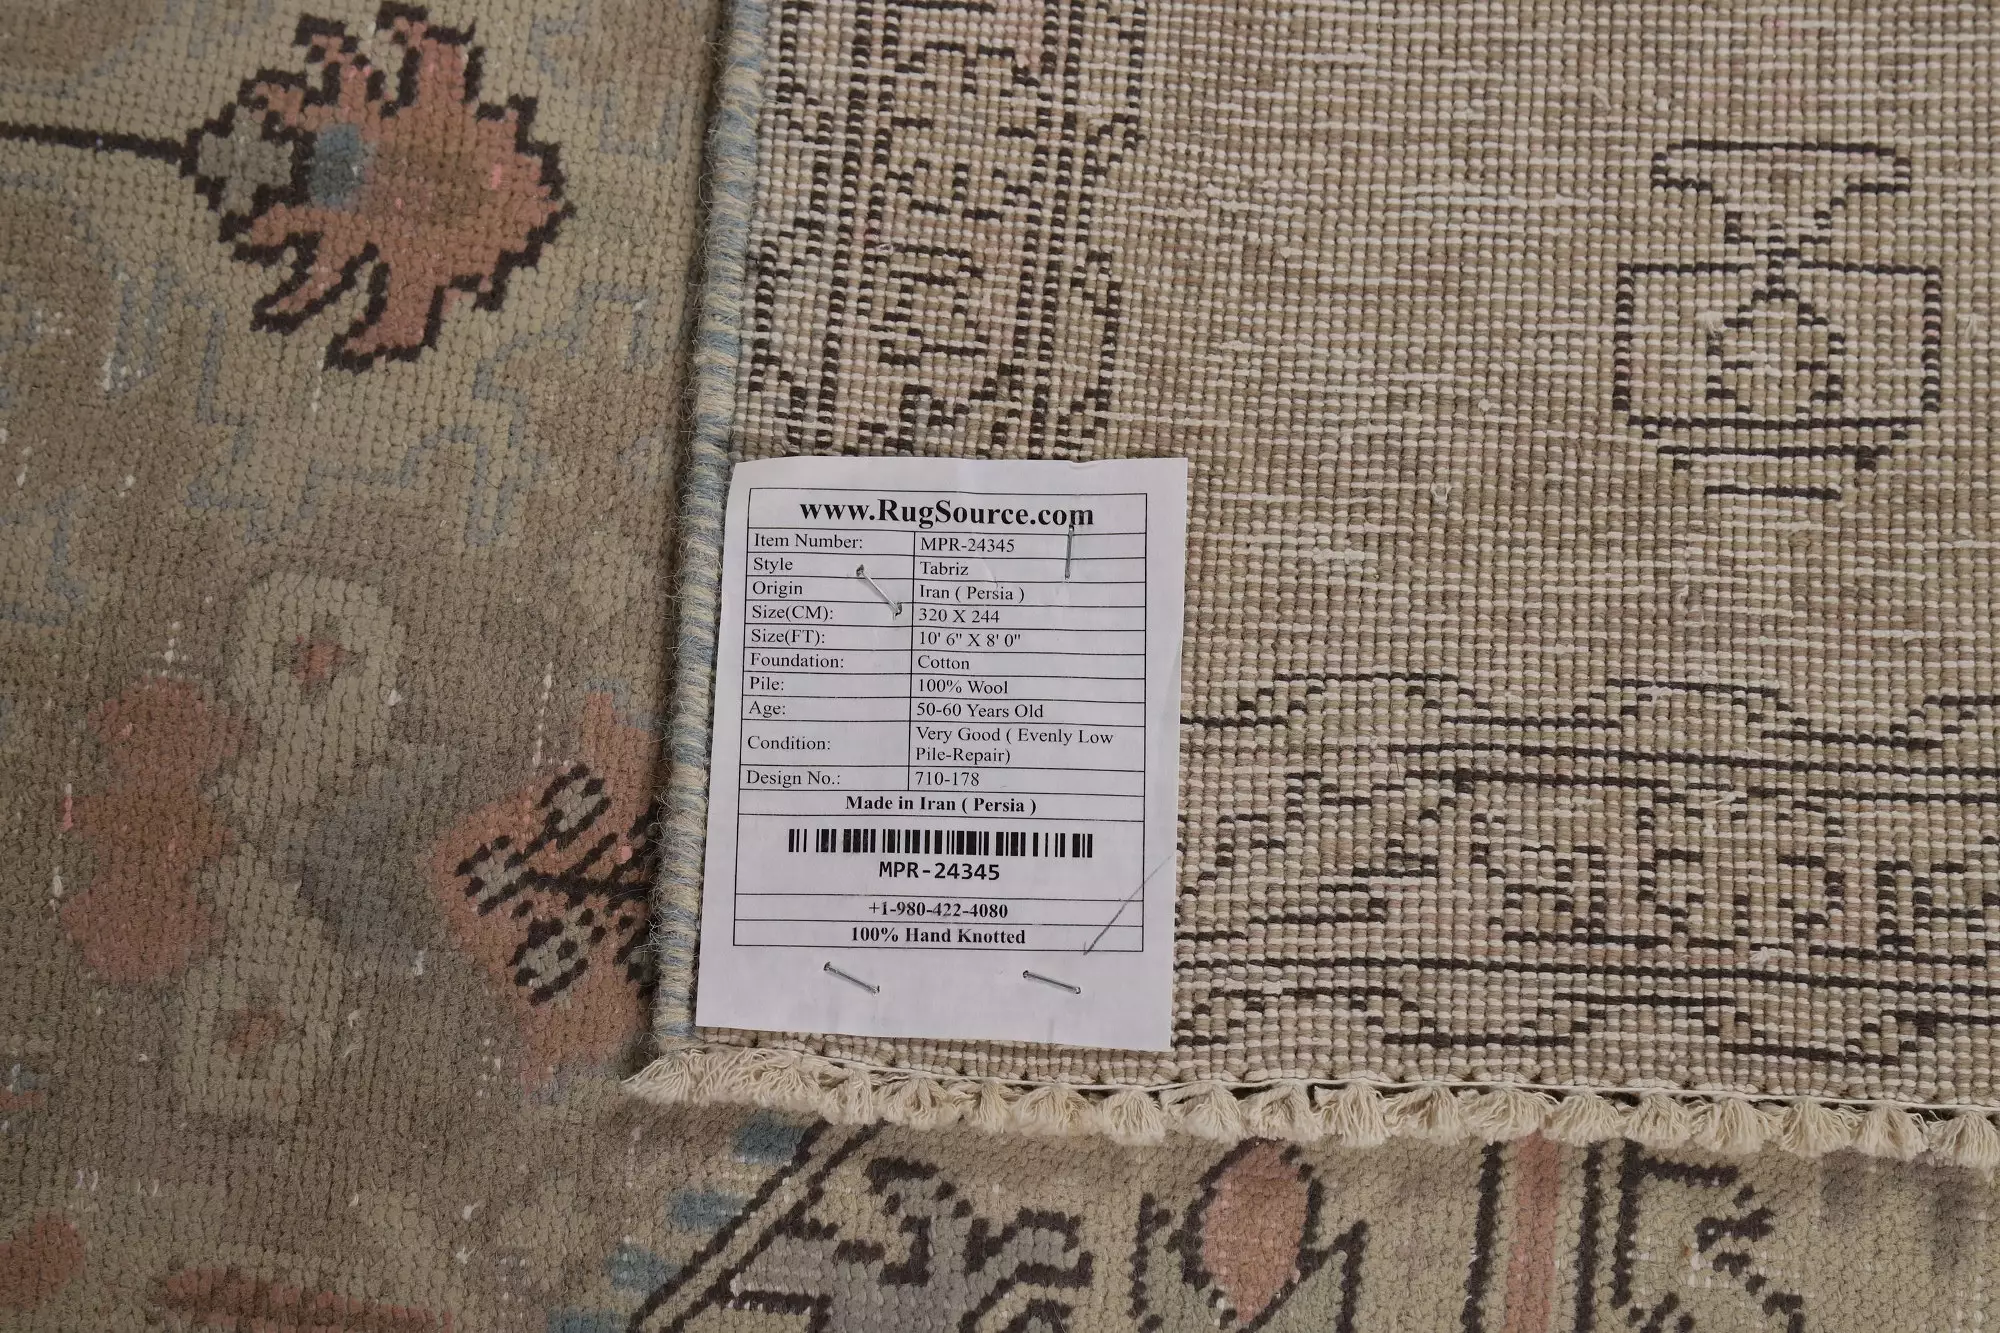 www.RugSource.com
Item Number: MPR-24345
Style Tabriz
Origin Iran ( Persia )
Size(CM): 320 X 244
Size(FT): 10' 6" X 8' 0"
Foundation: Cotton
Pile: 100% Wool
Age: 50-60 Years Old
Condition: Very Good ( Evenly Low
Pile-Repair)
Design No.: 710-178
Made in Iran ( Persia )
MPR-24345
+1-980-422-4080
100% Hand Knotted